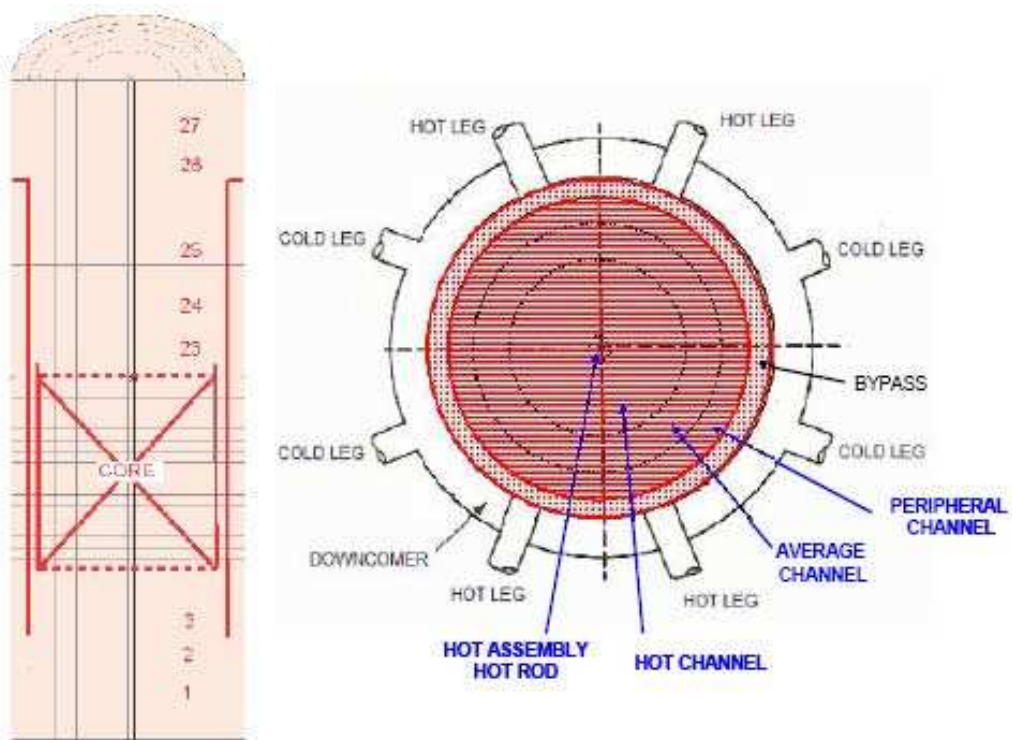 27
26
25
24
23
CORE
3
2
1
HOT LEG
HOT LEG
COLD LEG
COLD LEG
BYPASS
COLD LEG
COLD LEG
PERIPHERAL
CHANNEL
AVERAGE
CHANNEL
DOWNCOMER
HOT LEG
HOT LEG
HOT ASSEMBLY
HOT ROD
HOT CHANNEL